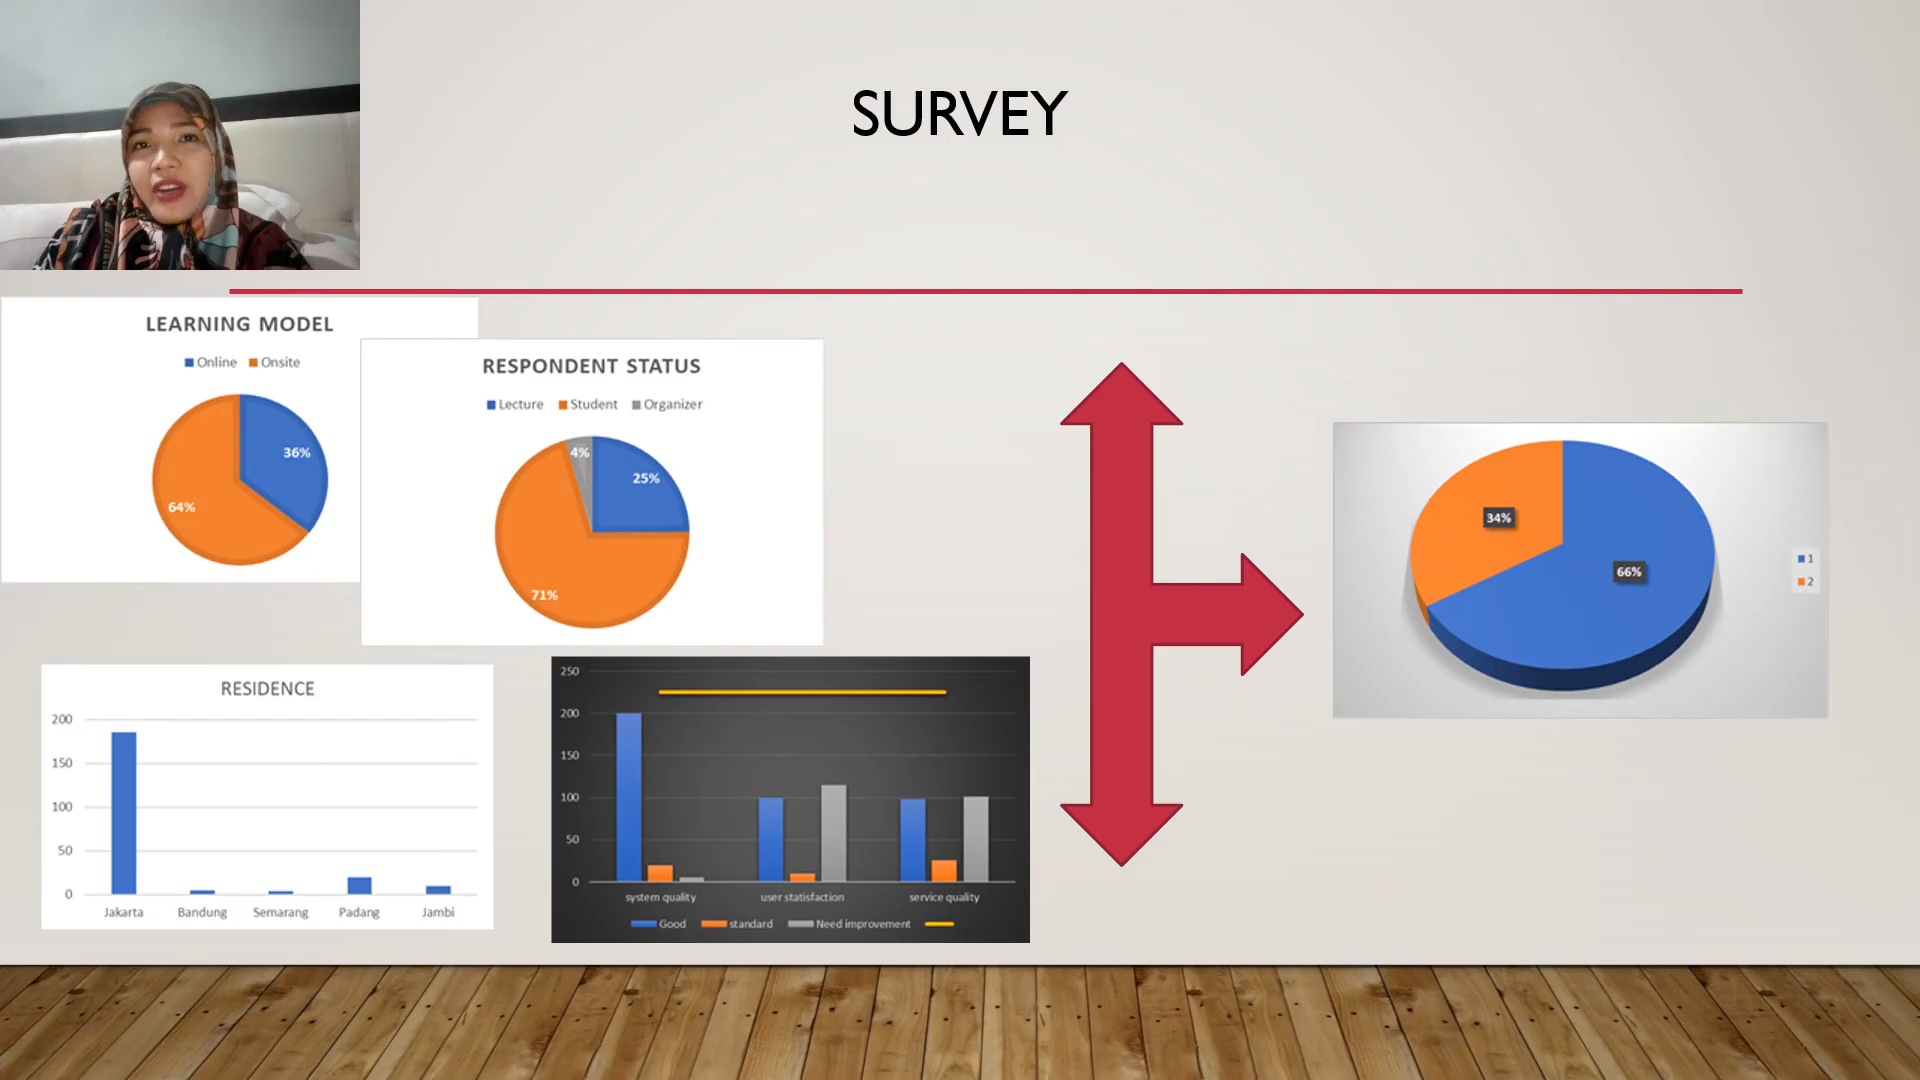 SURVEY
LEARNING MODEL
Online Onsite
36%
64%
RESPONDENT STATUS
Lecture Student Organizer
4%
25%
71%
34%
66%
1
2
RESIDENCE
200
150
100
50
0
Jakarta Bandung Semarang Padang Jambi
250
200
150
100
50
0
system quality user statisfaction service quality
Good standard Need improvement